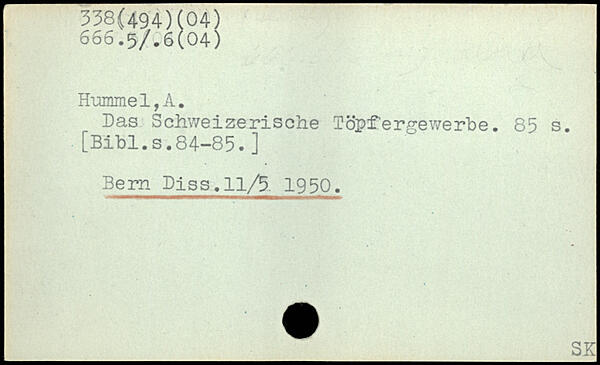 338(494)(04)
666.5/.6(04)
Hummel,A.
Das Schweizerische Töpfergewerbe. 85 s.
[Bibl.s.84-85.]
Bern Diss.11/5 1950.
SK